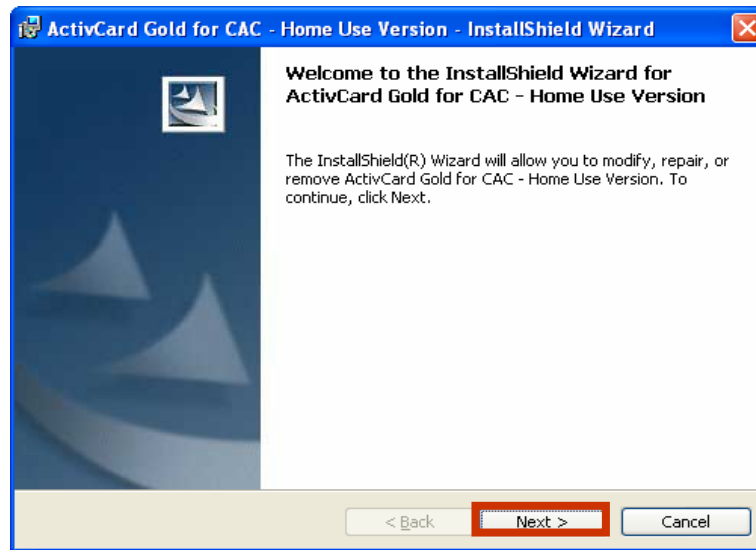 ActivCard Gold for CAC - Home Use Version - InstallShield Wizard
Welcome to the InstallShield Wizard for
ActivCard Gold for CAC - Home Use Version
The InstallShield(R) Wizard will allow you to modify, repair, or
remove ActivCard Gold for CAC - Home Use Version. To
continue, click Next.
< Back Next > Cancel